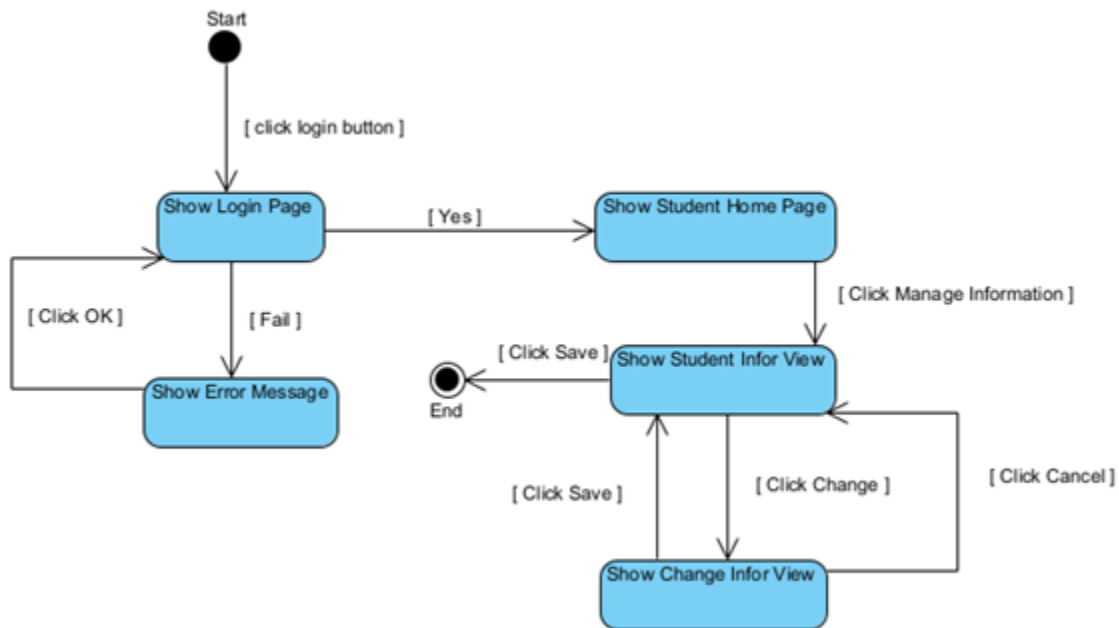 Start
[ click login button ]
Show Login Page
[ Yes ]
Show Student Home Page
[ Click OK ]
[ Fail ]
[ Click Manage Information ]
Show Error Message
[ Click Save ]
Show Student Infor View
End
[ Click Save ]
[ Click Change ]
[ Click Cancel ]
Show Change Infor View